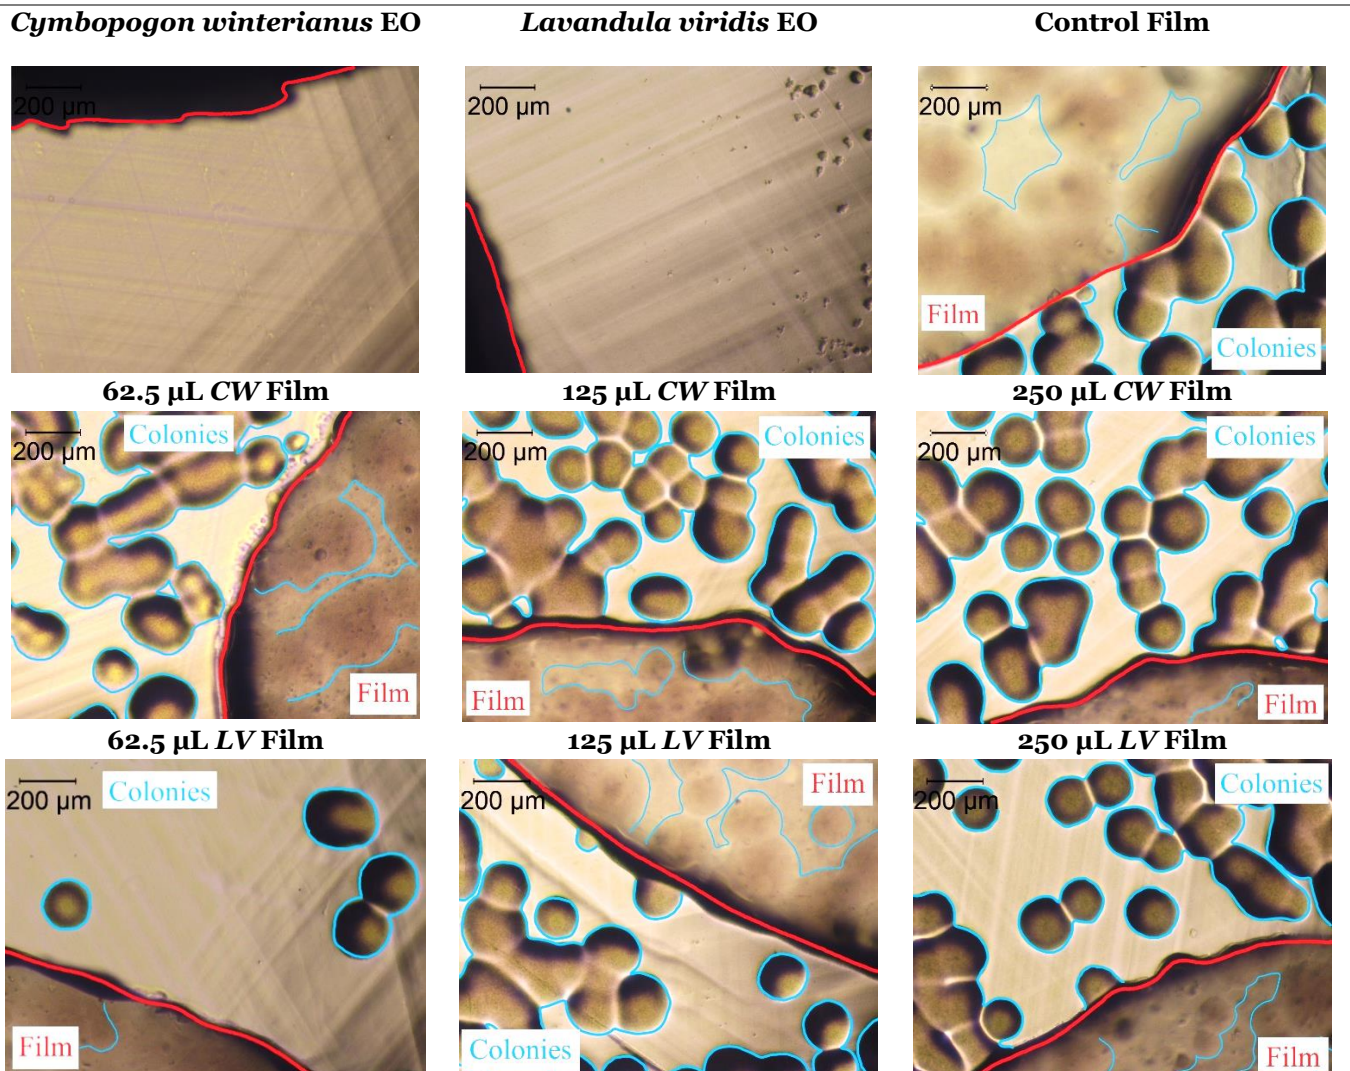 Cymbopogon winterianus EO
Lavandula viridis EO
Control Film
200 µm
200 µm
200 µm
Film
Colonies
62.5 µL CW Film
125 µL CW Film
250 µL CW Film
Colonies
200 µm
Film
Colonies
200 µm
Film
Colonies
200 µm
Film
62.5 µL LV Film
125 µL LV Film
250 µL LV Film
200 µm
Colonies
Film
200 µm
Film
Colonies
200 µm
Colonies
Film